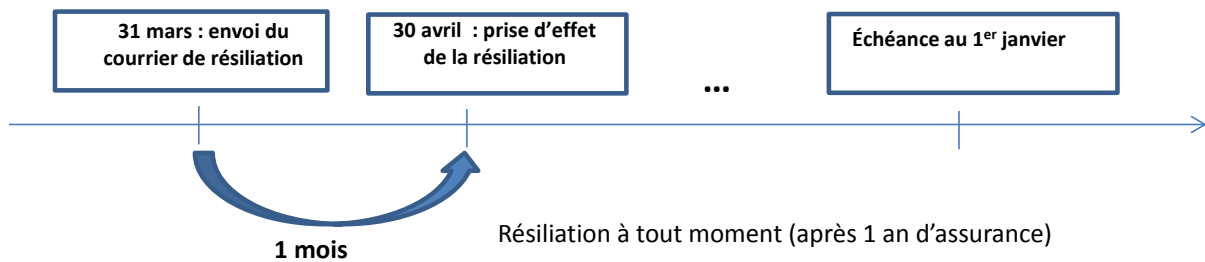 31 mars : envoi du
courrier de résiliation
30 avril : prise d’effet
de la résiliation
...
Échéance au 1er janvier
1 mois
Résiliation à tout moment (après 1 an d’assurance)